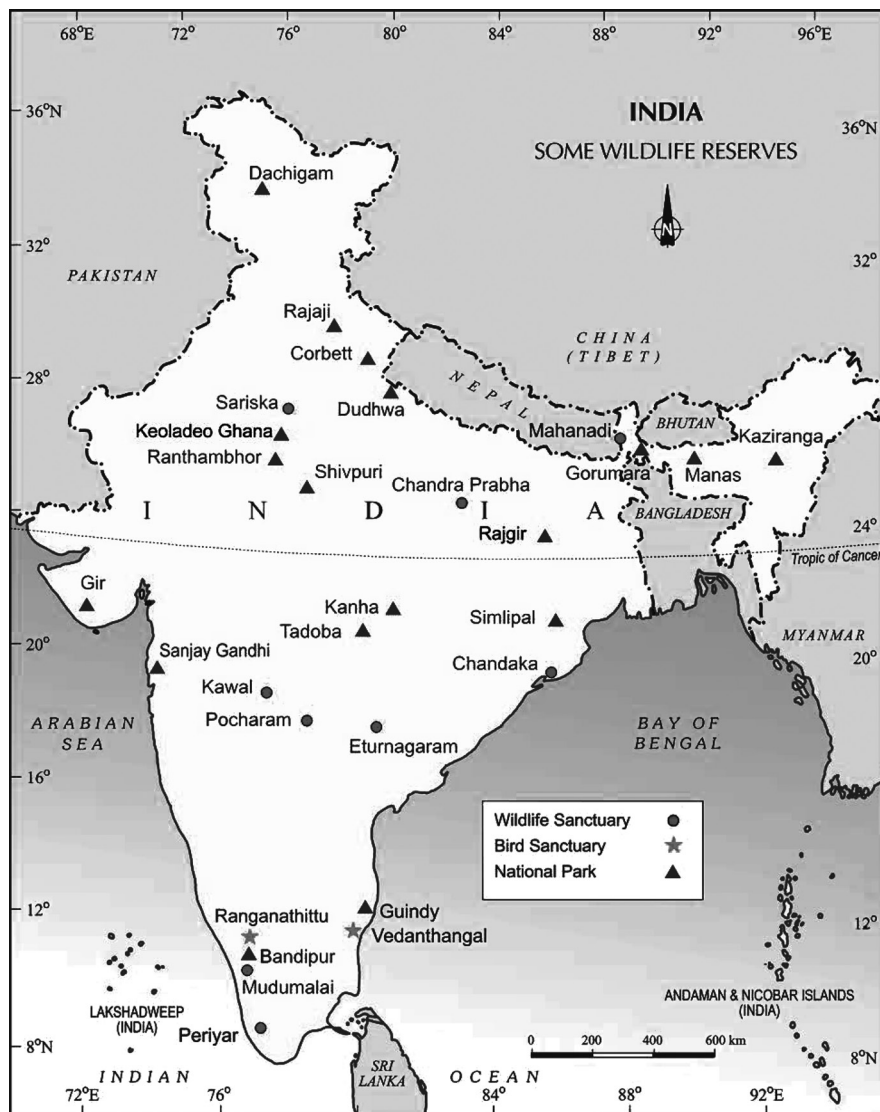 68°E 72° 76° 80° 84° 88° 92° 96°E
36°N
INDIA
36°N
SOME WILDLIFE RESERVES
Dachigam
N
32°
32°
PAKISTAN
Rajaji
CHINA
(TIBET)
Corbett
28°
NEPAL
Dudhwa
Sariska
BHUTAN
Mahanadi
Kaziranga
Keoladeo Ghana
Ranthambhor
Gorumara
Manas
Shivpuri
Chandra Prabha
I N D I A
BANGLADESH
24°
Rajgir
Tropic of Cancer
Gir
Kanha
Simlipal
Tadoba
20°
MYANMAR
20°
Sanjay Gandhi
Chandaka
Kawal
Pocharam
ARABIAN
SEA
BAY OF
BENGAL
Eturnagaram
16°
Wildlife Sanctuary
Bird Sanctuary
National Park
12°
Ranganathittu
Guindy
12°
Vedanthangal
Bandipur
Mudumalai
LAKSHADWEEP
(INDIA)
ANDAMAN & NICOBAR ISLANDS
(INDIA)
Periyar
0 200 400 600 km
8°N
8°N
SRI
LANKA
INDIAN OCEAN
72°E 76° 84° 88° 92°E